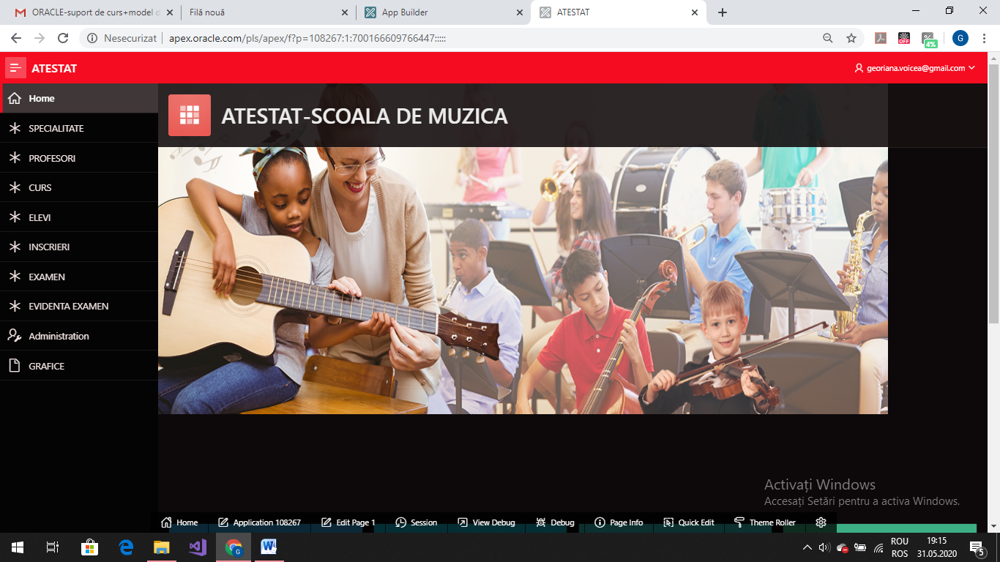 ORACLE-suport de curs+model d
Filă nouă
App Builder
ATESTAT
Nesecurizat
apex.oracle.com/pls/apex/f?p=108267:1:700166609766447:::::
OFF
4%
G
ATESTAT
georiana.voicea@gmail.com
Home
SPECIALITATE
PROFESORI
CURS
ELEVI
INSCRIERI
EXAMEN
EVIDENTA EXAMEN
Administration
GRAFICE
ATESTAT-SCOALA DE MUZICA
Activați Windows
Accesați Setări pentru a activa Windows.
Home
Application 108267
Edit Page 1
Session
View Debug
Debug
Page Info
Quick Edit
Theme Roller
G
W
ROU
ROS
19:15
31.05.2020
5